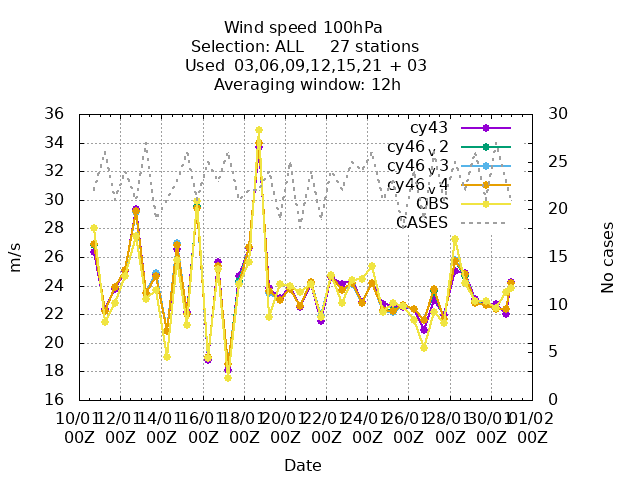 Wind speed 100hPa
Selection: ALL 27 stations
Used 03,06,09,12,15,21 + 03
Averaging window: 12h
36
34
32
30
28
26
24
22
20
18
16
m/s
30
25
20
15
10
5
0
No cases
cy43
cy46v2
cy46v3
cy46v4
OBS
CASES
10/01 12/01 14/01 16/01 18/01 20/01 22/01 24/01 26/01 28/01 30/01 01/02
00Z 00Z 00Z 00Z 00Z 00Z 00Z 00Z 00Z 00Z 00Z 00Z
Date